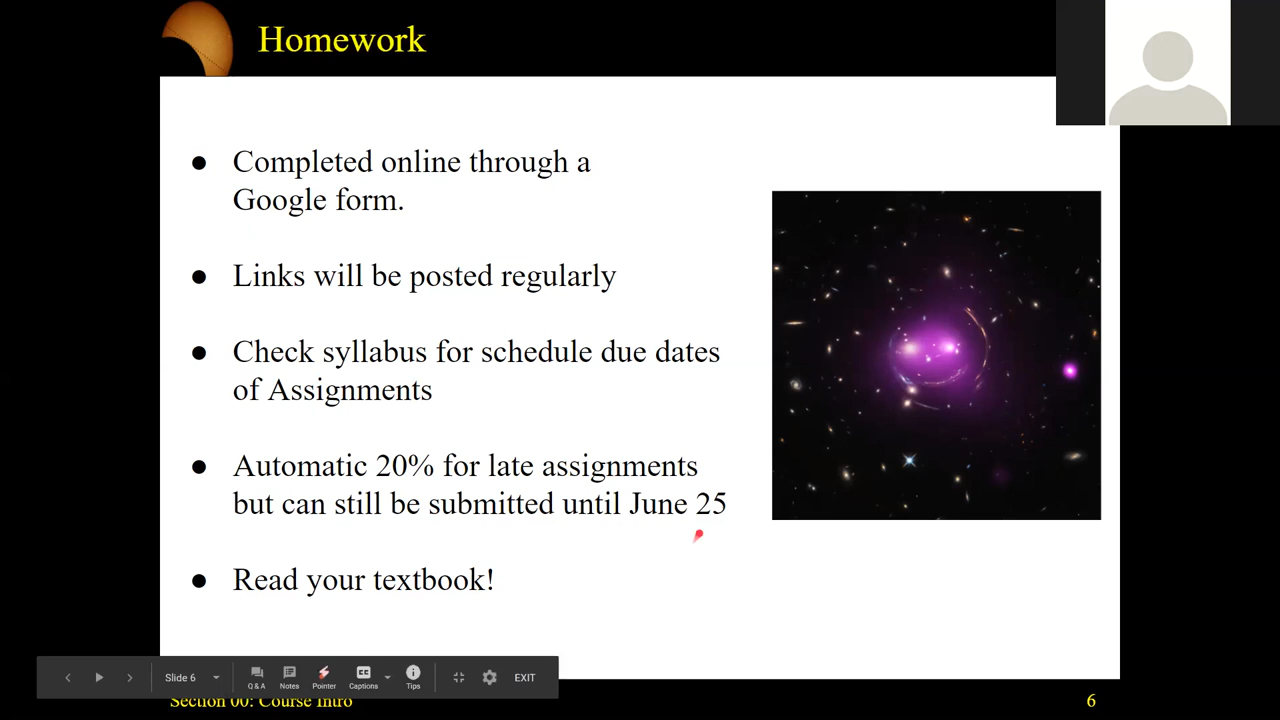 Homework
● Completed online through a
Google form.
● Links will be posted regularly
● Check syllabus for schedule due dates
of Assignments
● Automatic 20% for late assignments
but can still be submitted until June 25
● Read your textbook!
Slide 6
Q & A
Notes
Pointer
Captions
Tips
EXIT
Section 00: Course Intro
6